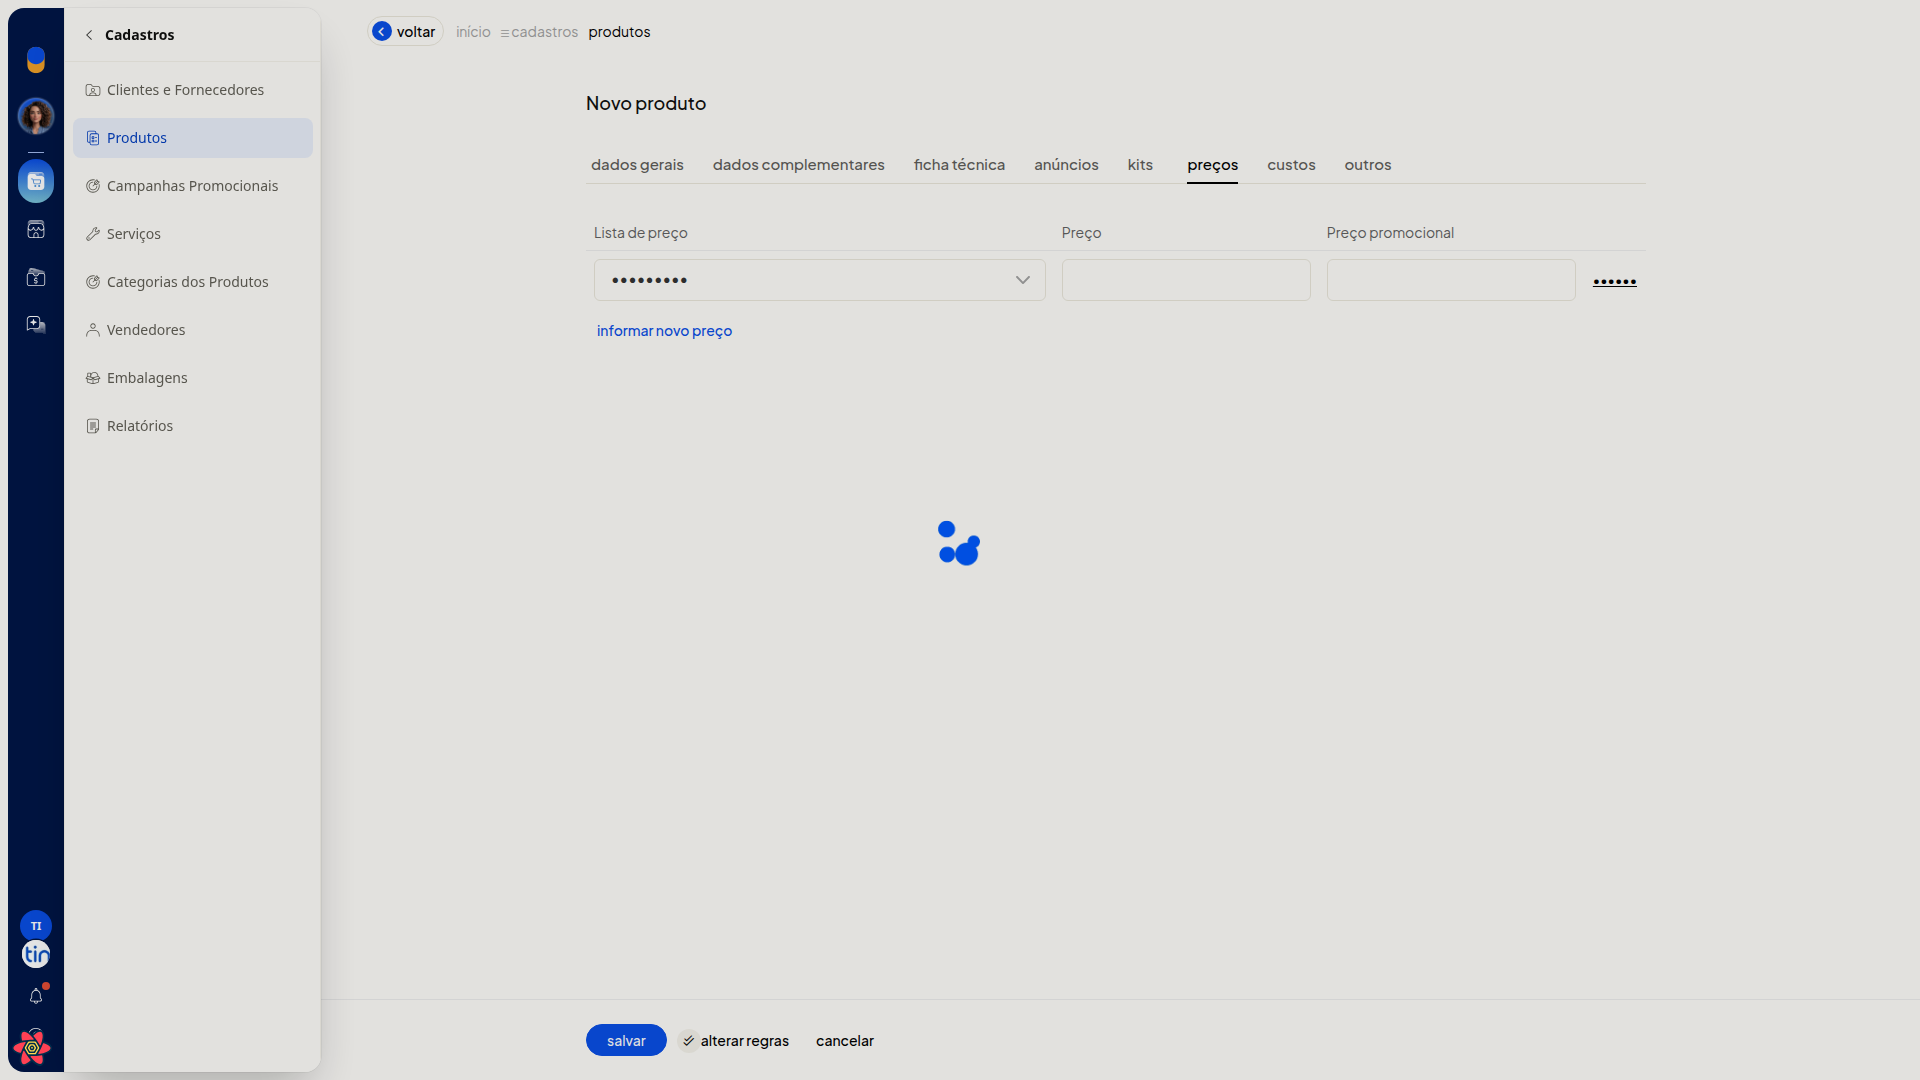 Cadastros
Clientes e Fornecedores
Produtos
Campanhas Promocionais
Serviços
Categorias dos Produtos
Vendedores
Embalagens
Relatórios
TI
tin
voltar início cadastros produtos
Novo produto
dados gerais dados complementares ficha técnica anúncios kits preços custos outros
Lista de preço Preço Preço promocional
•••••••••
••••••
informar novo preço
salvar alterar regras cancelar